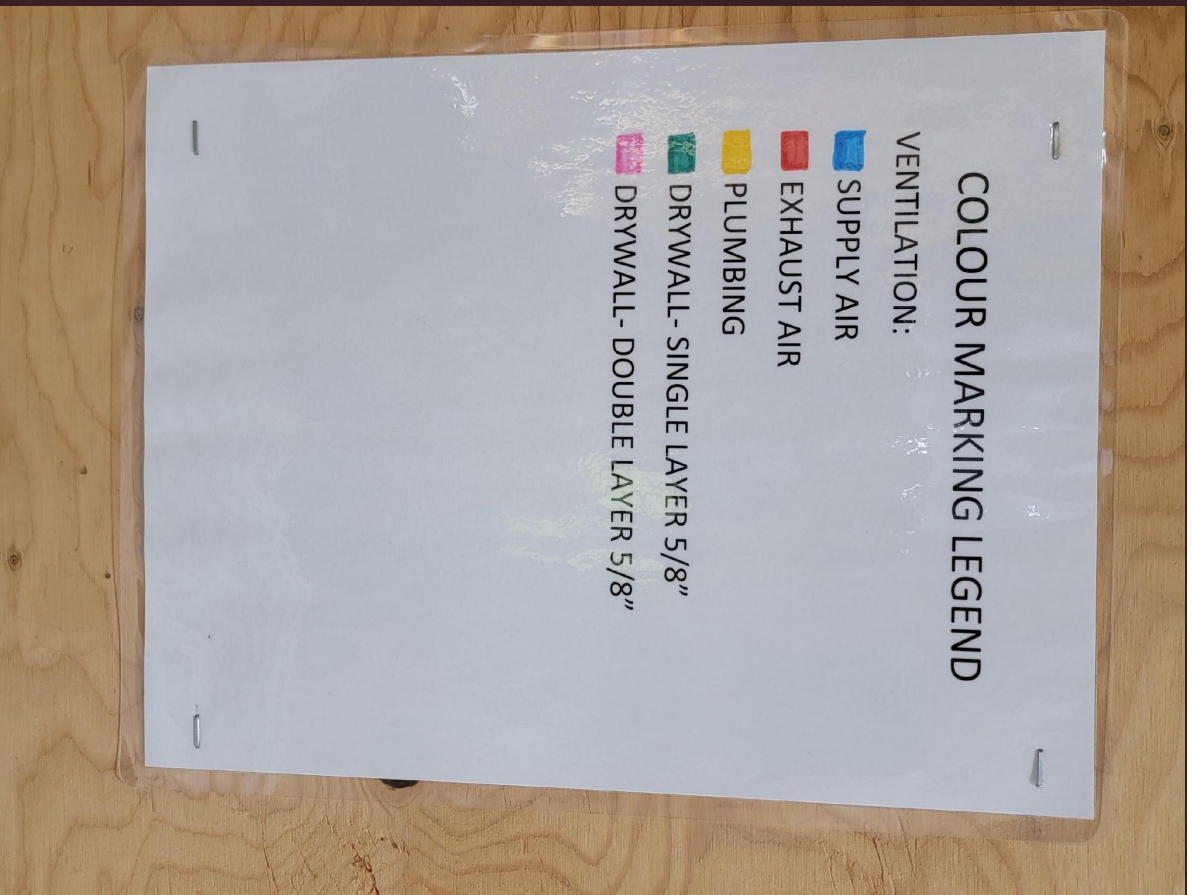 COLOUR MARKING LEGEND
VENTILATION:
SUPPLY AIR
EXHAUST AIR
PLUMBING
DRYWALL- SINGLE LAYER 5/8”
DRYWALL- DOUBLE LAYER 5/8”